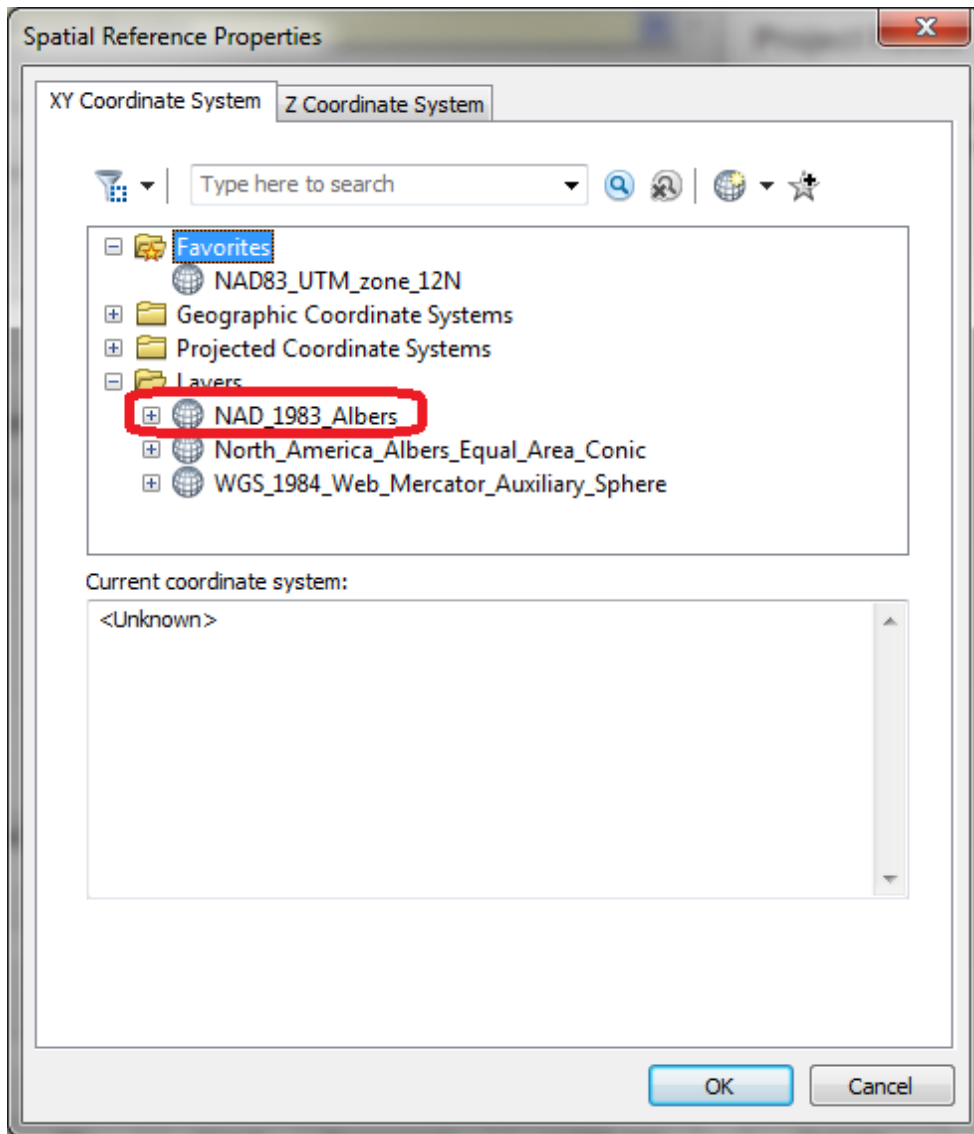 Spatial Reference Properties
XY Coordinate System
Z Coordinate System
Type here to search
Favorites
NAD83_UTM_zone_12N
Geographic Coordinate Systems
Projected Coordinate Systems
Layers
NAD_1983_Albers
North_America_Albers_Equal_Area_Conic
WGS_1984_Web_Mercator_Auxiliary_Sphere
Current coordinate system:
<Unknown>
OK
Cancel